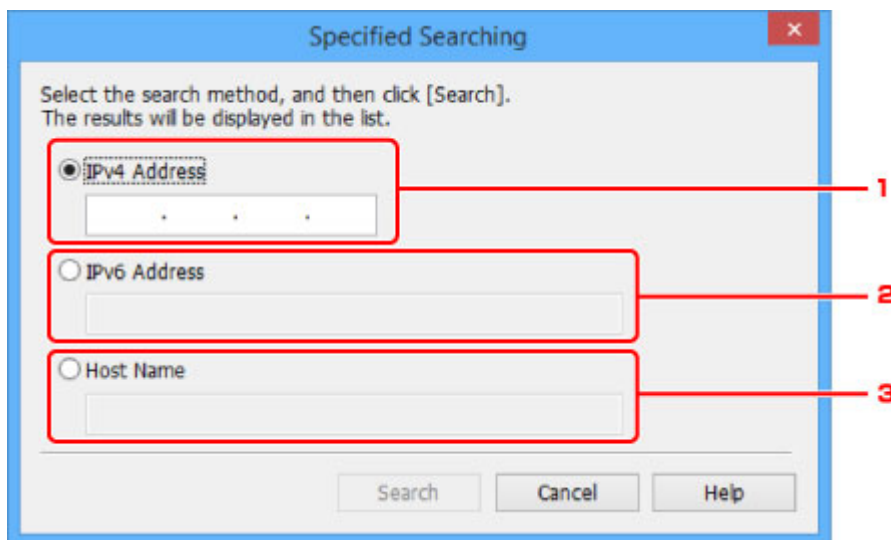 Specified Searching
Select the search method, and then click [Search].
The results will be displayed in the list.
IPv4 Address
1
. . .
IPv6 Address
2
Host Name
3
Search Cancel Help